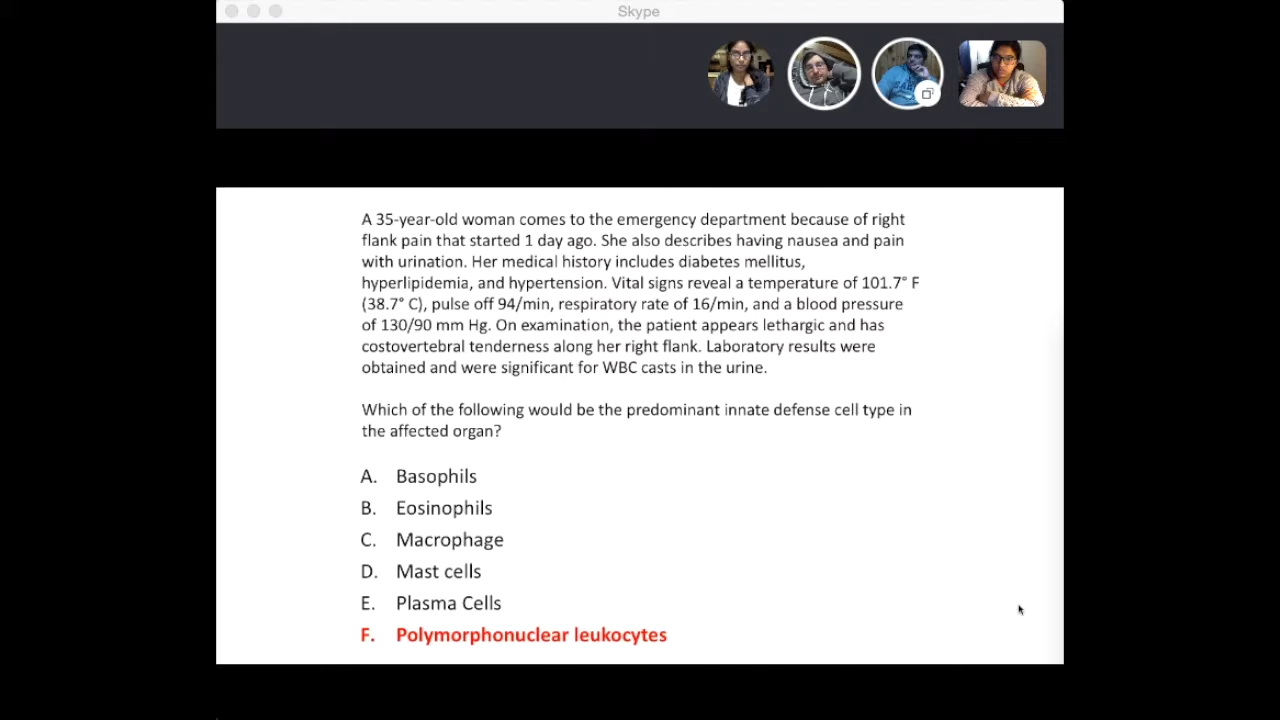 Skype
A 35-year-old woman comes to the emergency department because of right
flank pain that started 1 day ago. She also describes having nausea and pain
with urination. Her medical history includes diabetes mellitus,
hyperlipidemia, and hypertension. Vital signs reveal a temperature of 101.7° F
(38.7° C), pulse off 94/min, respiratory rate of 16/min, and a blood pressure
of 130/90 mm Hg. On examination, the patient appears lethargic and has
costovertebral tenderness along her right flank. Laboratory results were
obtained and were significant for WBC casts in the urine.
Which of the following would be the predominant innate defense cell type in
the affected organ?
A. Basophils
B. Eosinophils
C. Macrophage
D. Mast cells
E. Plasma Cells
F. Polymorphonuclear leukocytes